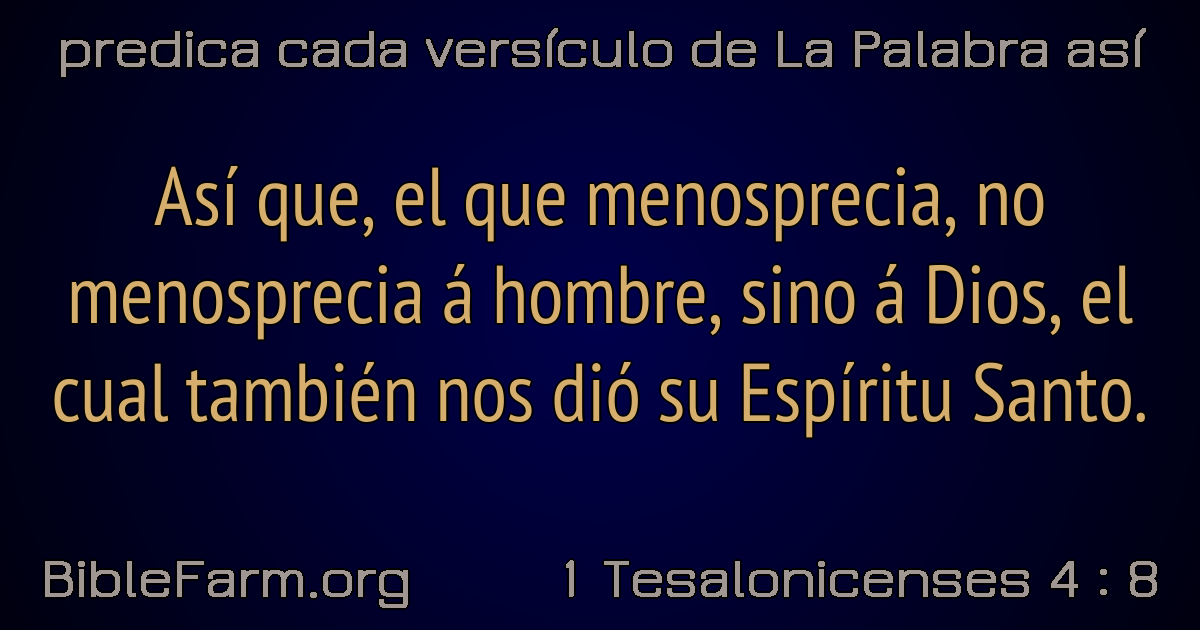 predica cada versículo de La Palabra así
Así que, el que menosprecia, no
menosprecia á hombre, sino á Dios, el
cual también nos dió su Espíritu Santo.
BibleFarm.org
1 Tesalonicenses 4 : 8